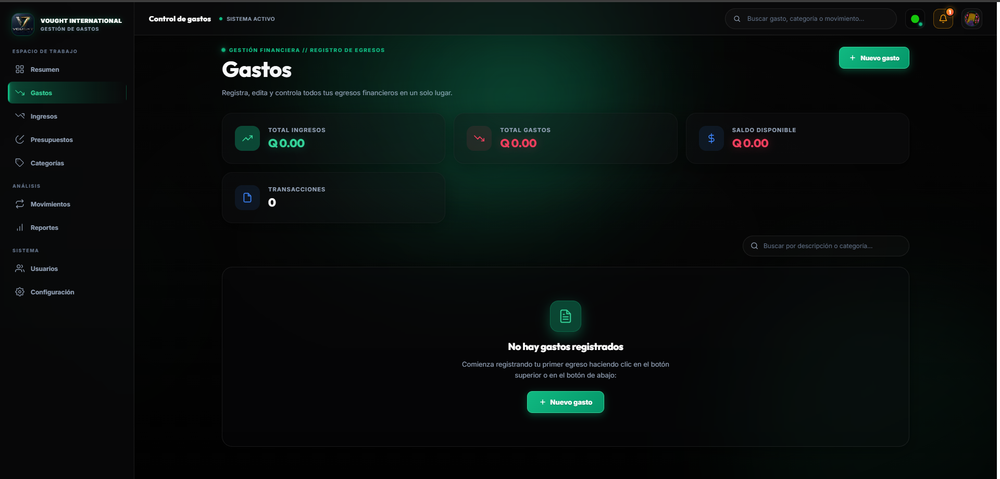 VOUGHT
VOUGHT INTERNATIONAL
GESTIÓN DE GASTOS
ESPACIO DE TRABAJO
Resumen
Gastos
Ingresos
Presupuestos
Categorías
ANÁLISIS
Movimientos
Reportes
SISTEMA
Usuarios
Configuración
Control de gastos
SISTEMA ACTIVO
Buscar gasto, categoría o movimiento...
1
GESTIÓN FINANCIERA // REGISTRO DE EGRESOS
Gastos
Registra, edita y controla todos tus egresos financieros en un solo lugar.
+ Nuevo gasto
TOTAL INGRESOS
Q 0.00
TOTAL GASTOS
Q 0.00
SALDO DISPONIBLE
Q 0.00
TRANSACCIONES
0
Buscar por descripción o categoría...
No hay gastos registrados
Comienza registrando tu primer egreso haciendo clic en el botón
superior o en el botón de abajo:
+ Nuevo gasto